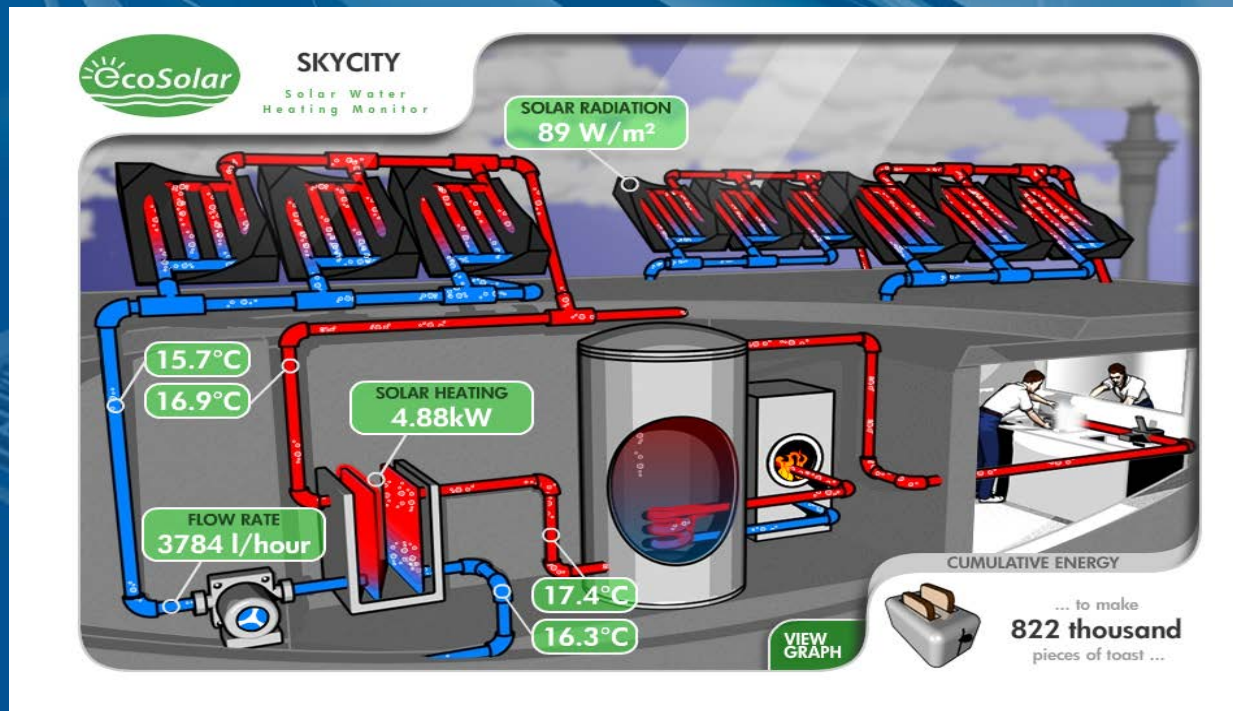 ecoSolar
SKYCITY
Solar Water
Heating Monitor
SOLAR RADIATION
89 W/m²
15.7°C
16.9°C
SOLAR HEATING
4.88kW
FLOW RATE
3784 l/hour
17.4°C
16.3°C
VIEW
GRAPH
CUMULATIVE ENERGY
... to make
822 thousand
pieces of toast ...